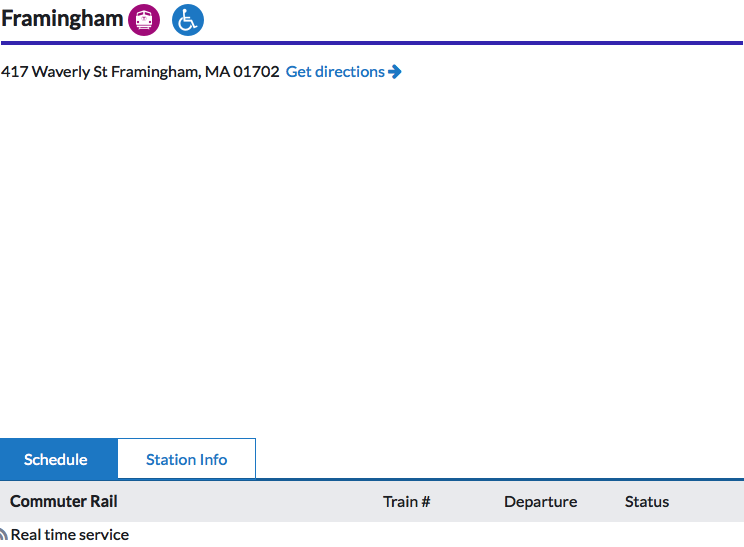 Framingham
417 Waverly St Framingham, MA 01702 Get directions
Schedule Station Info
Commuter Rail Train # Departure Status
Real time service